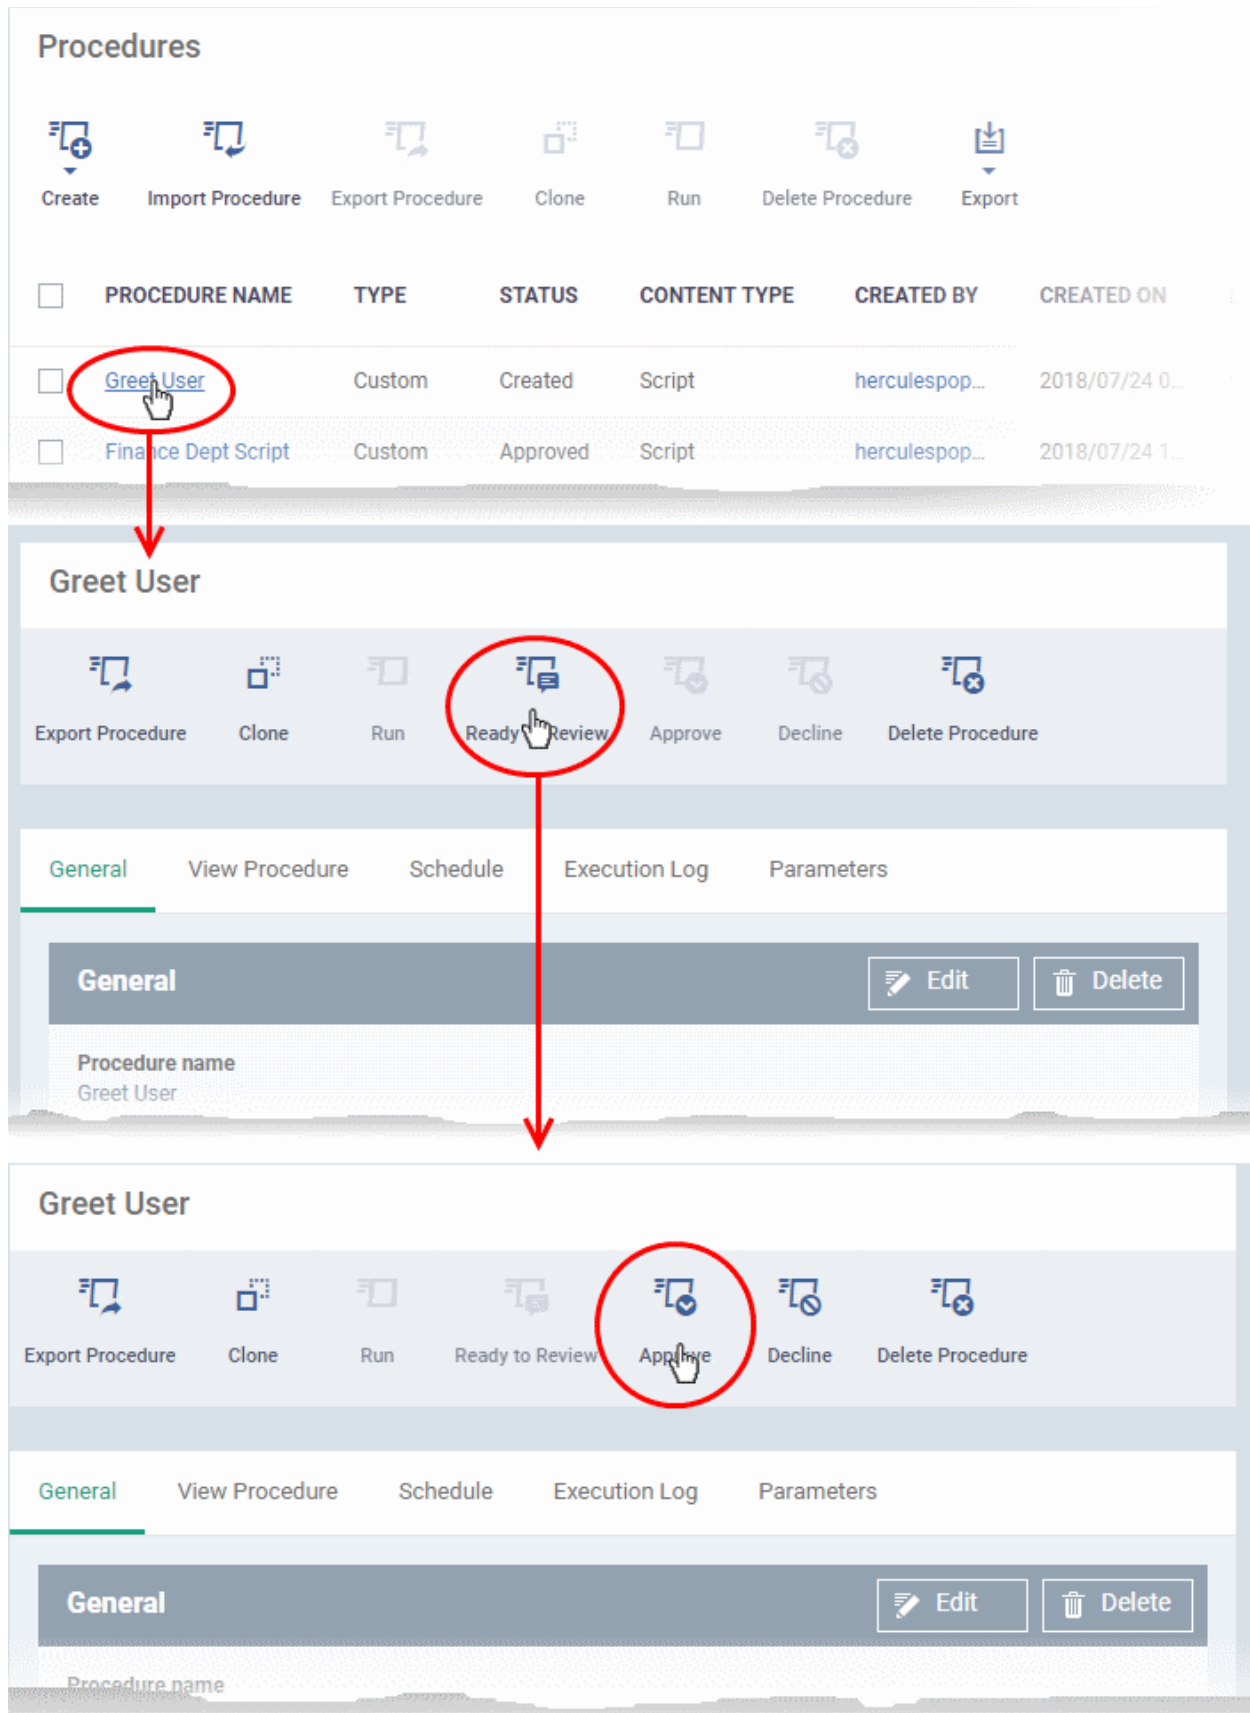 Procedures
Create Import Procedure Export Procedure Clone Run Delete Procedure Export
PROCEDURE NAME TYPE STATUS CONTENT TYPE CREATED BY CREATED ON
Greet User Custom Created Script herculespop... 2018/07/24 0...
Finance Dept Script Custom Approved Script herculespop... 2018/07/24 1...
Greet User
Export Procedure Clone Run Ready Review Approve Decline Delete Procedure
General View Procedure Schedule Execution Log Parameters
General Edit Delete
Procedure name
Greet User
Greet User
Export Procedure Clone Run Ready to Review Approve Decline Delete Procedure
General View Procedure Schedule Execution Log Parameters
General Edit Delete
Procedure name